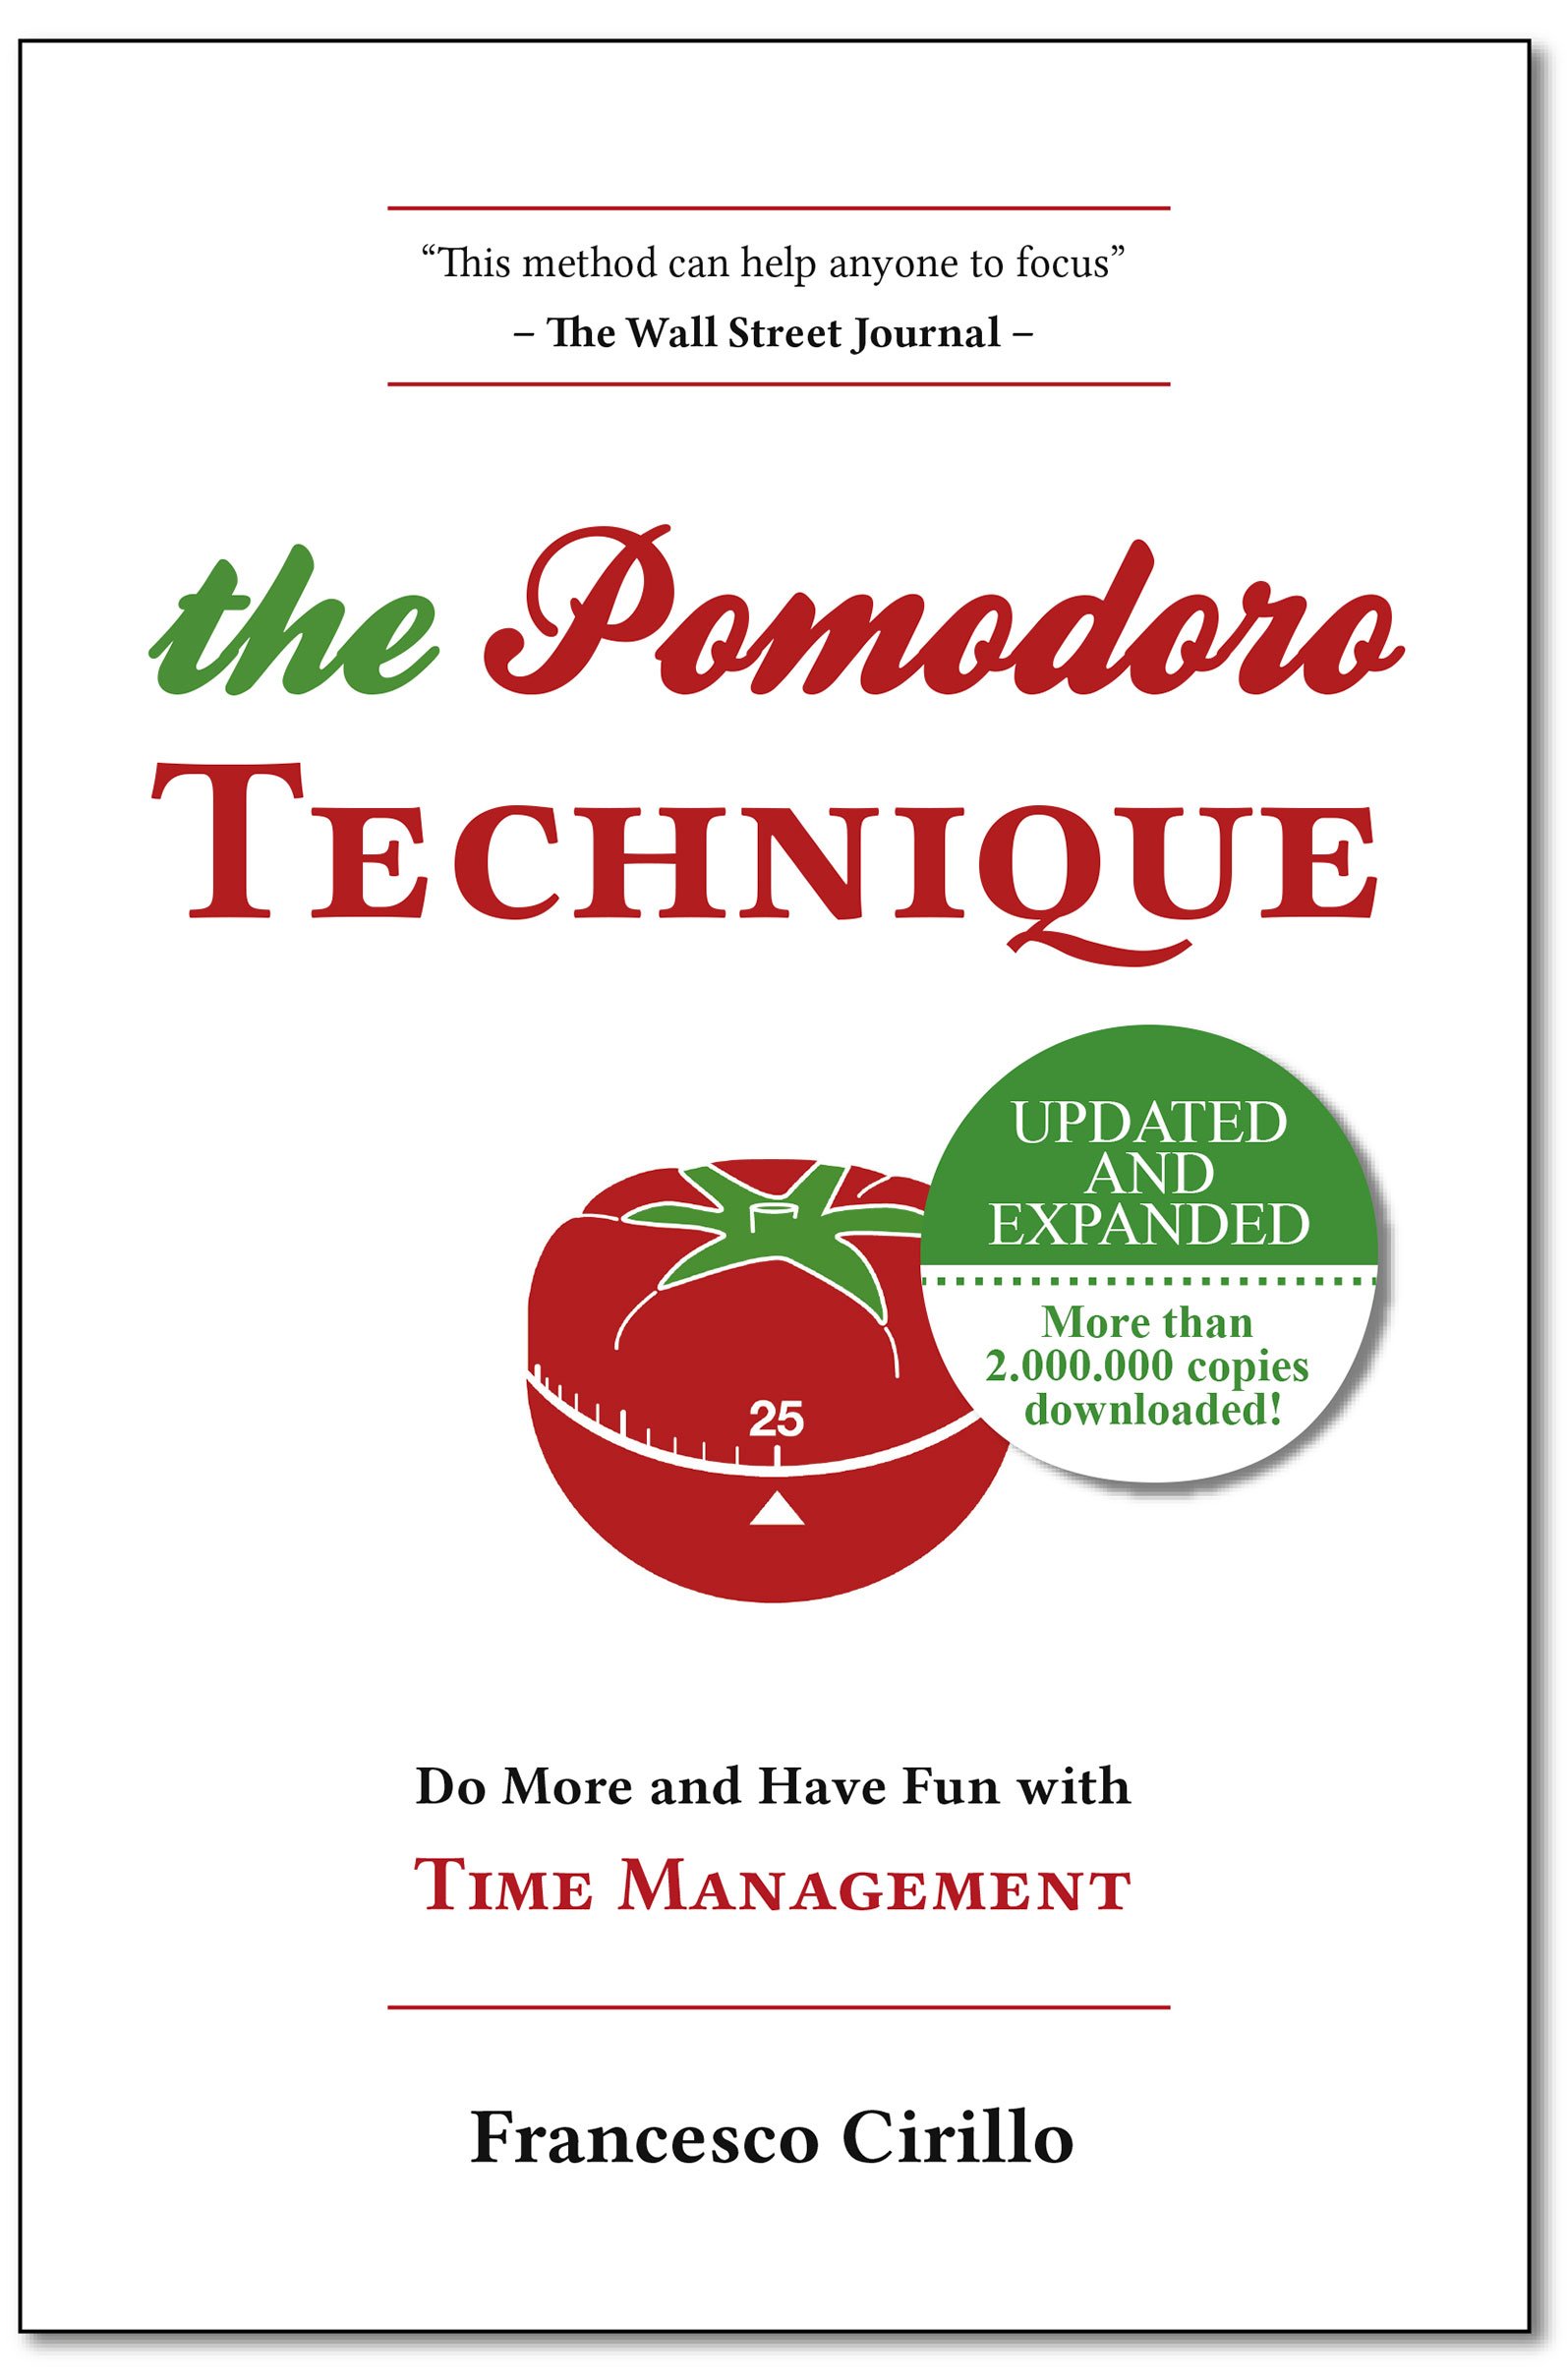 “This method can help anyone to focus”
– The Wall Street Journal –
the Pomodoro
TECHNIQUE
UPDATED
AND
EXPANDED
More than
2.000.000 copies
downloaded!
25
Do More and Have Fun with
TIME MANAGEMENT
Francesco Cirillo